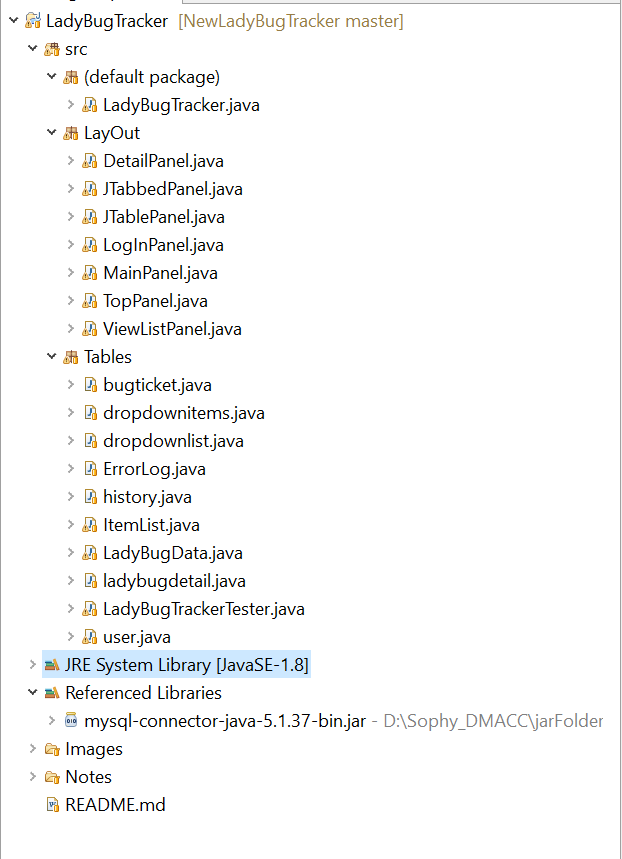 LadyBugTracker [NewLadyBugTracker master]
src
(default package)
LadyBugTracker.java
LayOut
DetailPanel.java
JTabbedPanel.java
JTablePanel.java
LogInPanel.java
MainPanel.java
TopPanel.java
ViewListPanel.java
Tables
bugticket.java
dropdownitems.java
dropdownlist.java
ErrorLog.java
history.java
ItemList.java
LadyBugData.java
ladybugdetail.java
LadyBugTrackerTester.java
user.java
JRE System Library [JavaSE-1.8]
Referenced Libraries
mysql-connector-java-5.1.37-bin.jar - D:\Sophy_DMACC\jarFolder
Images
Notes
README.md